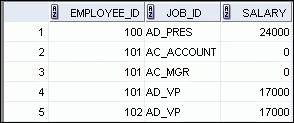 EMPLOYEE_ID JOB_ID SALARY
1 100 AD_PRES 24000
2 101 AC_ACCOUNT 0
3 101 AC_MGR 0
4 101 AD_VP 17000
5 102 AD_VP 17000